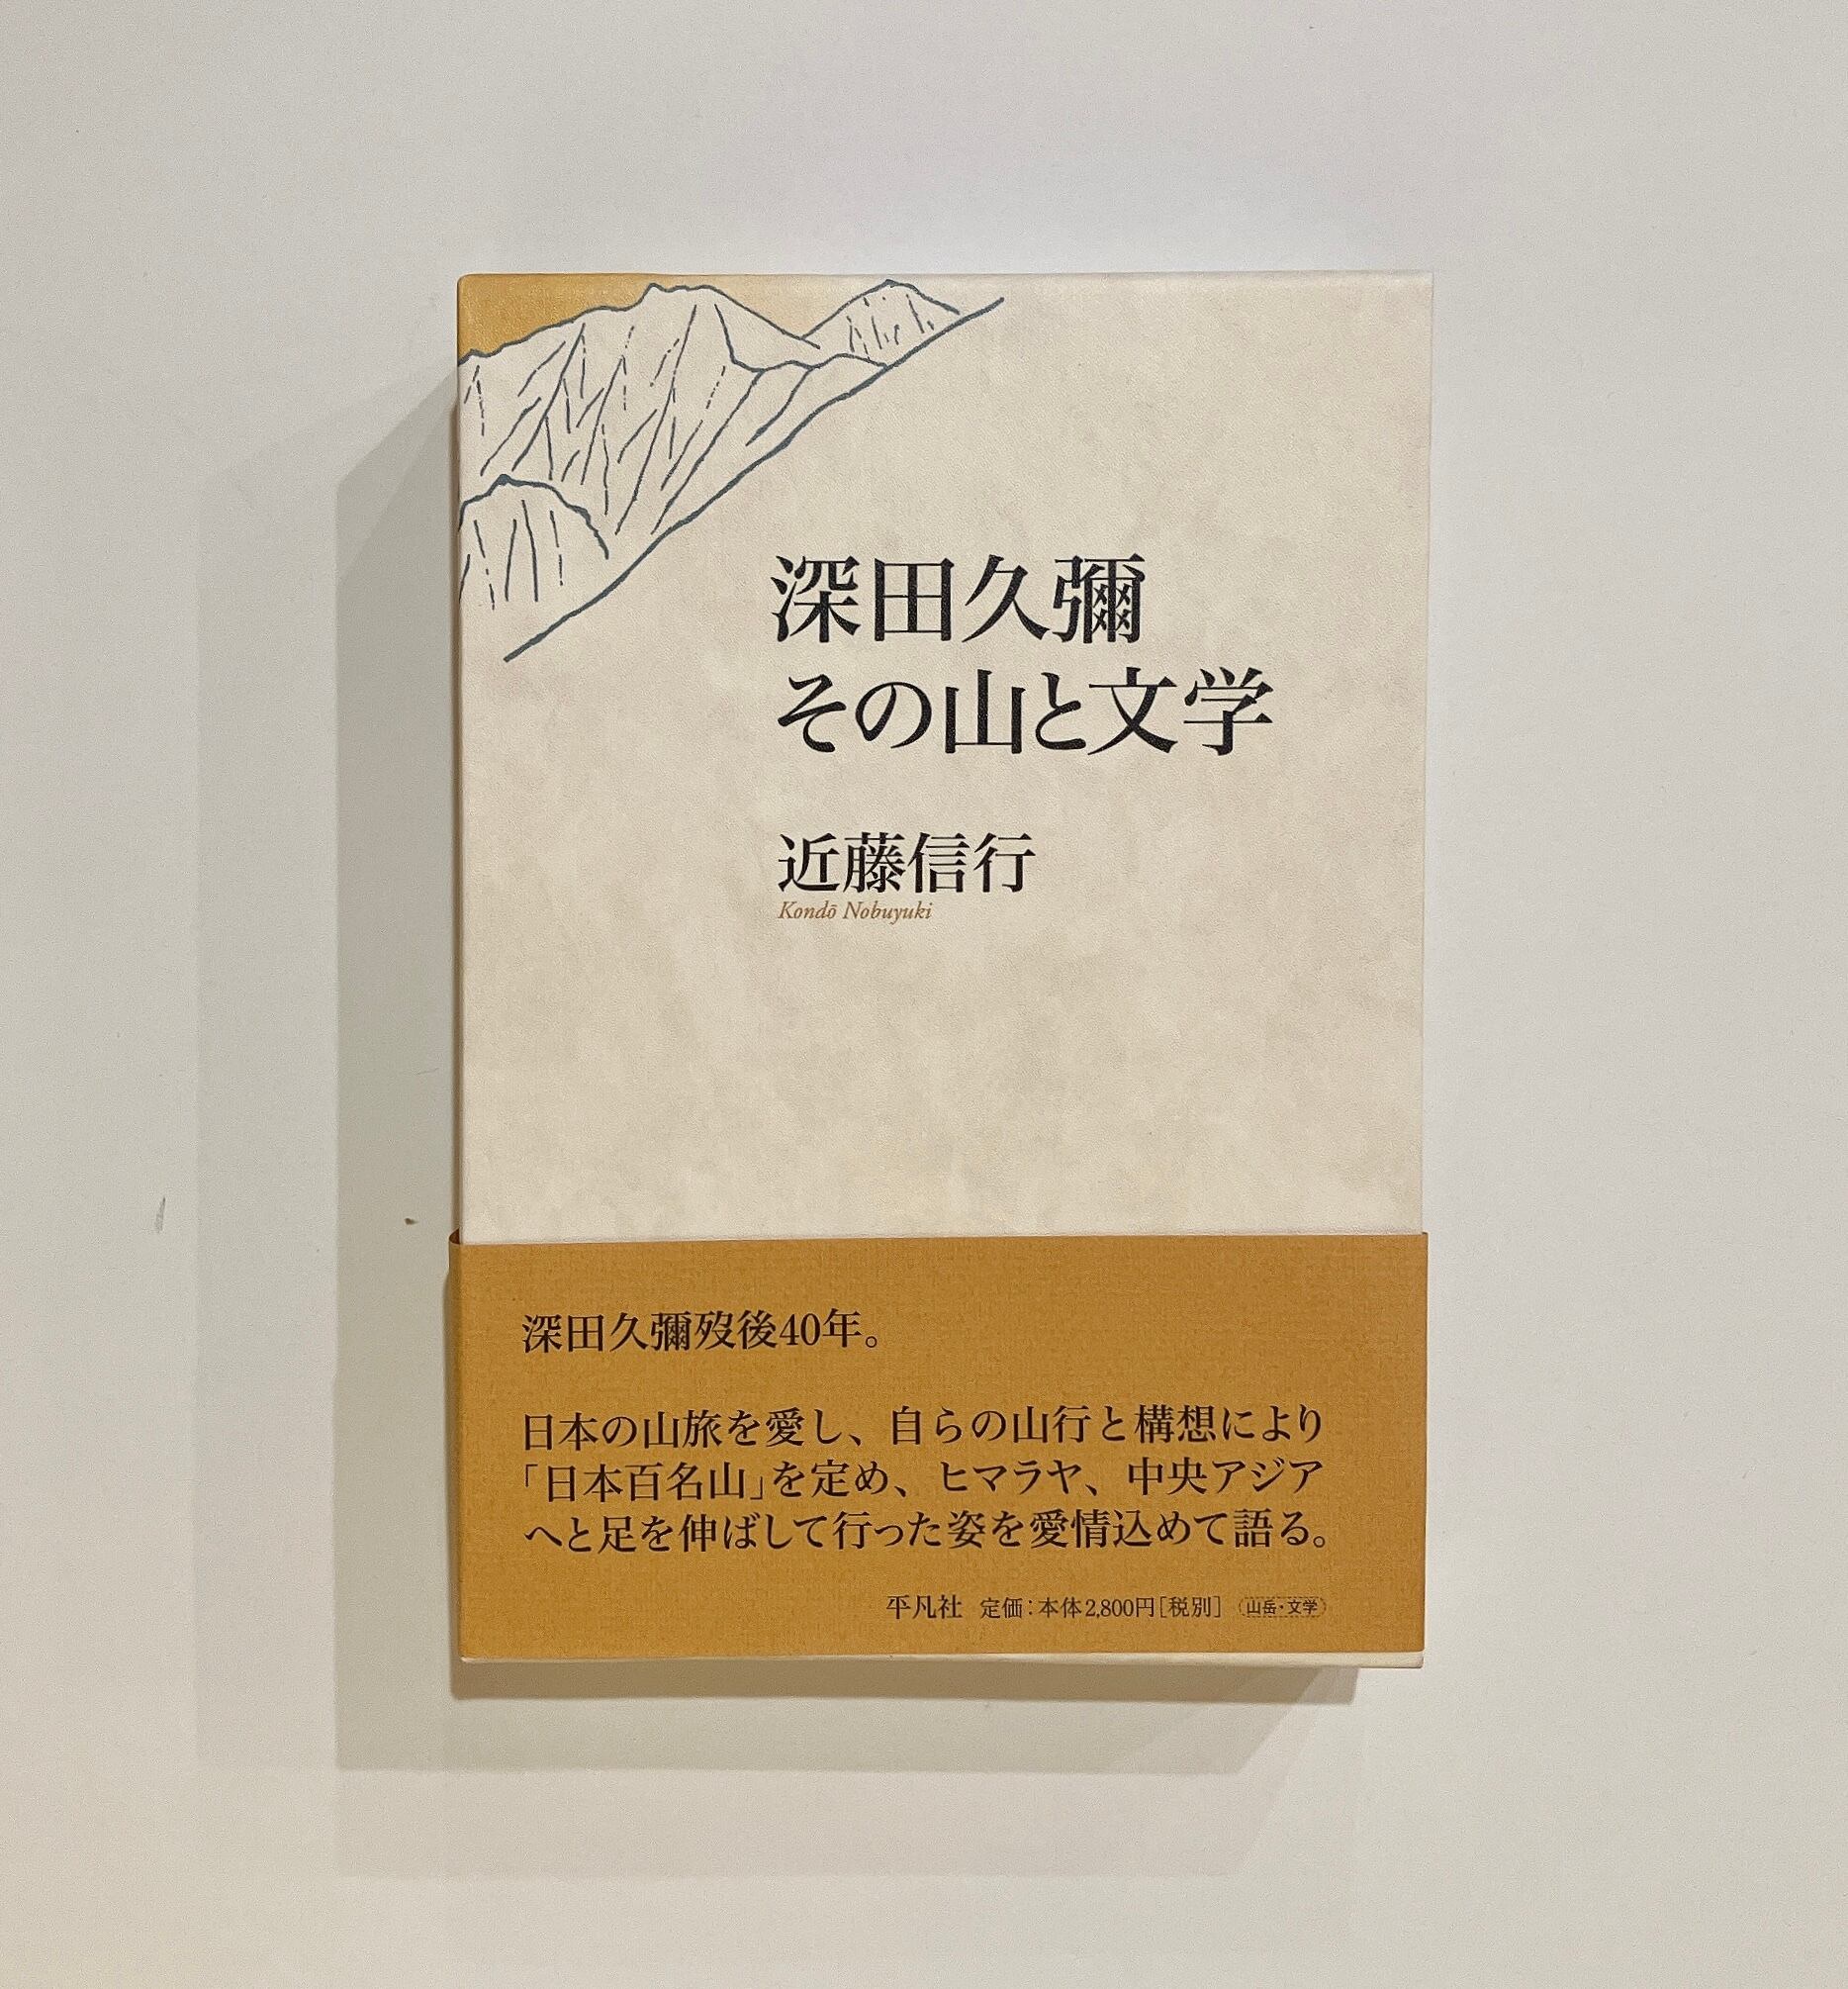 深田久彌
その山と文学
近藤信行
Kondō Nobuyuki
深田久彌歿後40年。
日本の山旅を愛し、自らの山行と構想により
「日本百名山」を定め、ヒマラヤ、中央アジア
へと足を伸ばして行った姿を愛情込めて語る。
平凡社 定価：本体2,800円［税別］ 山岳・文学